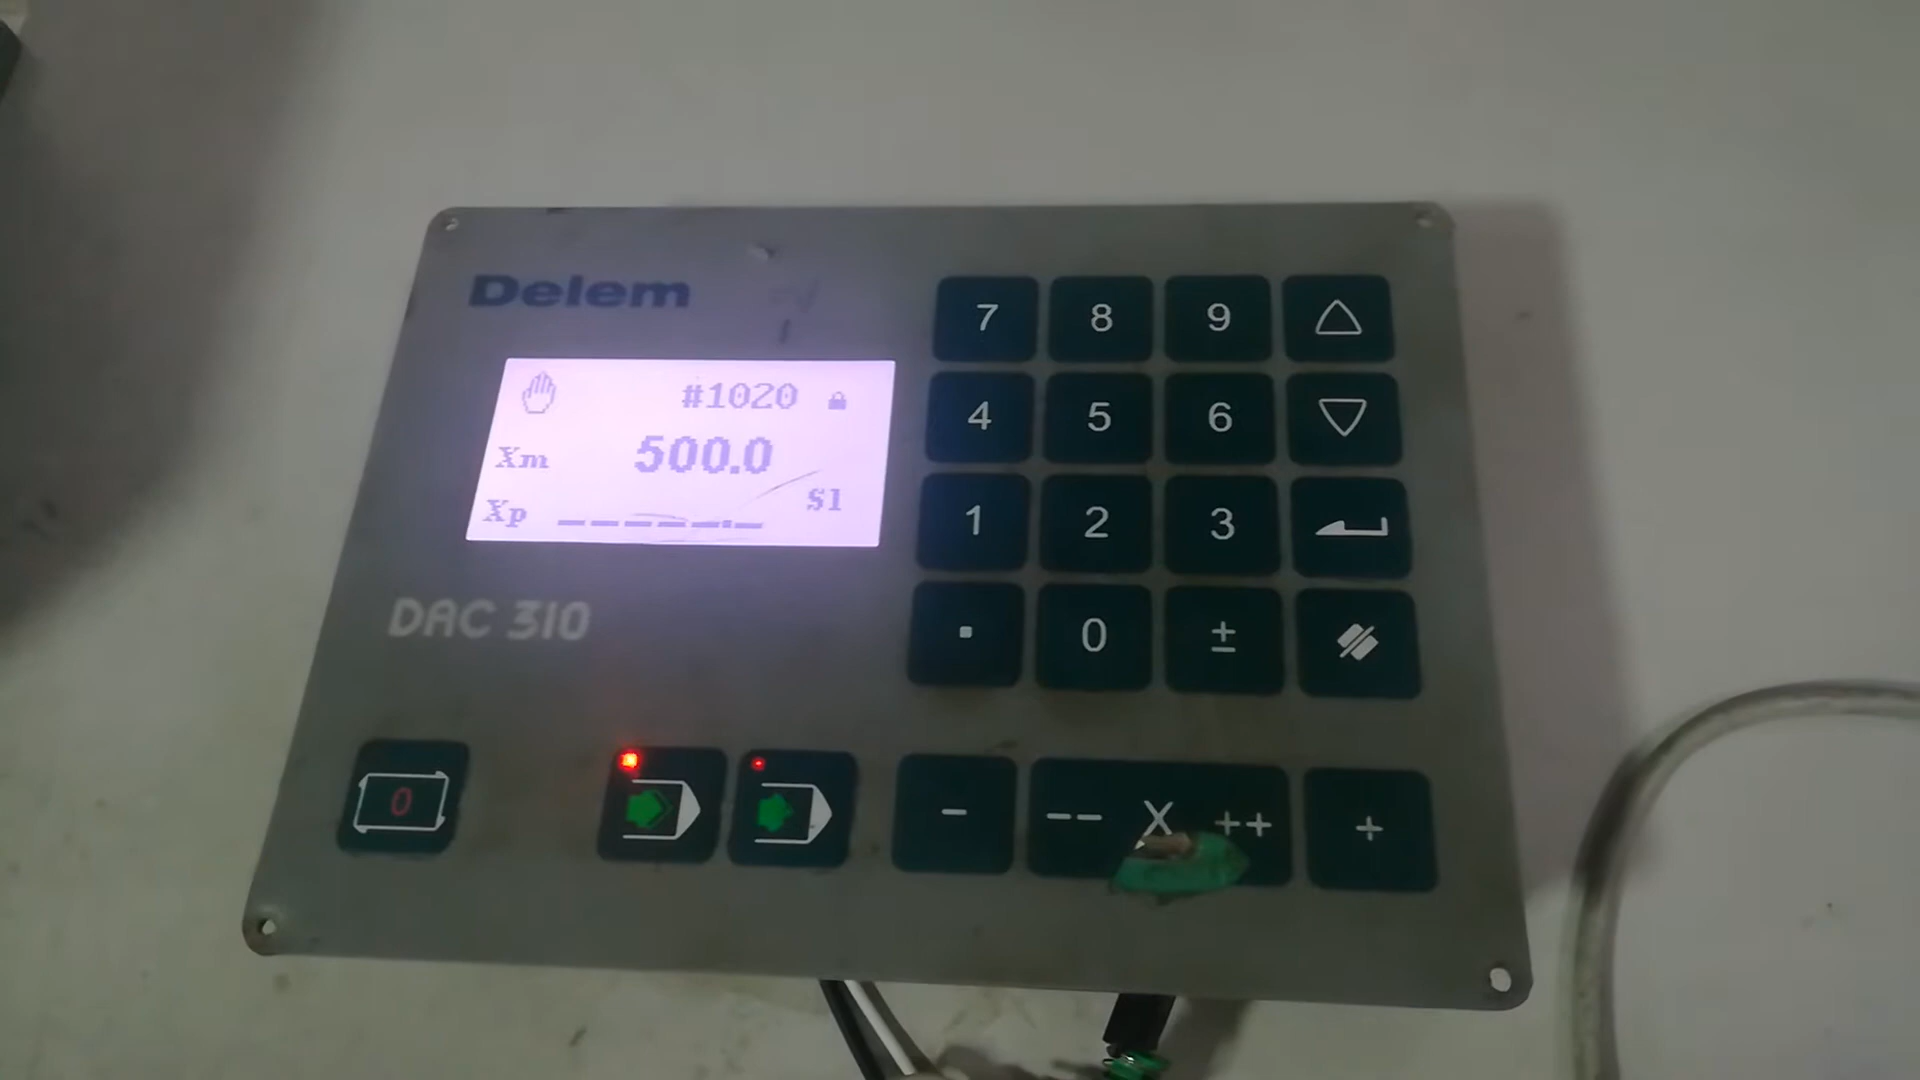 Delem
#1020
Xm 500.0
Xp ______._ S1
DAC 310
7 8 9
4 5 6
1 2 3
. 0 ±
0
- -- X ++ +